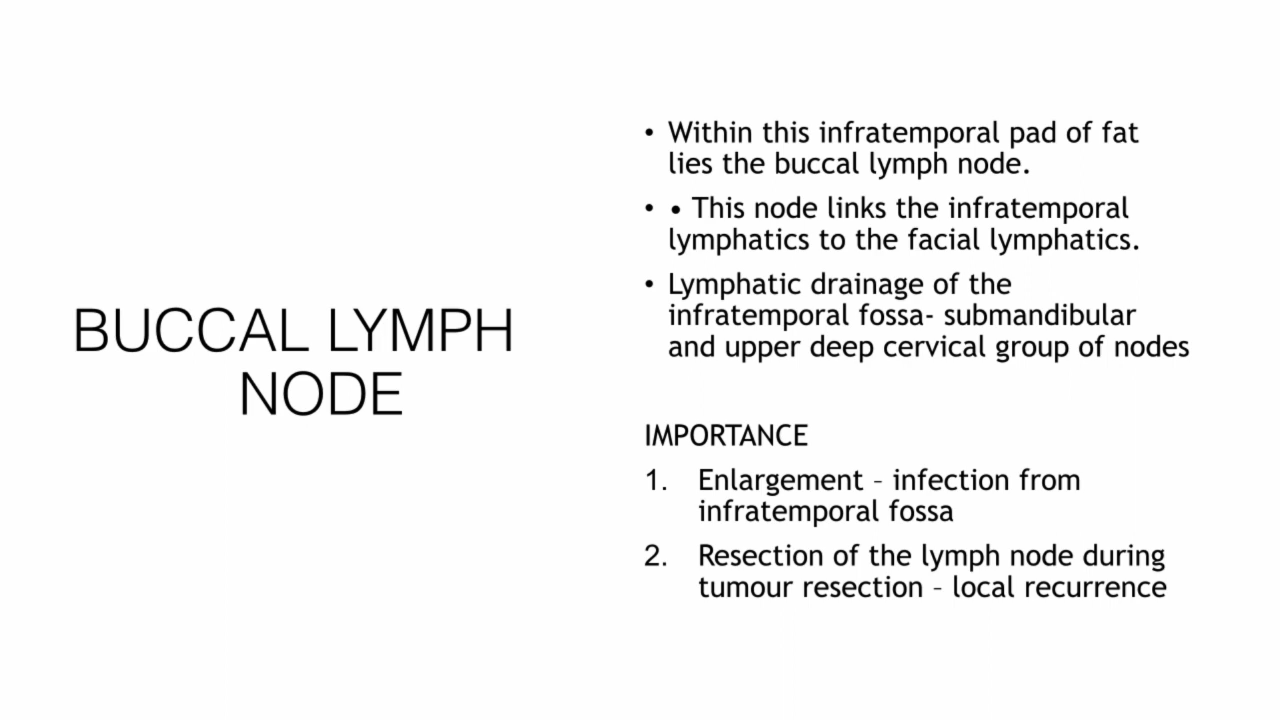 BUCCAL LYMPH
NODE
• Within this infratemporal pad of fat
lies the buccal lymph node.
• • This node links the infratemporal
lymphatics to the facial lymphatics.
• Lymphatic drainage of the
infratemporal fossa- submandibular
and upper deep cervical group of nodes
IMPORTANCE
1. Enlargement – infection from
infratemporal fossa
2. Resection of the lymph node during
tumour resection – local recurrence